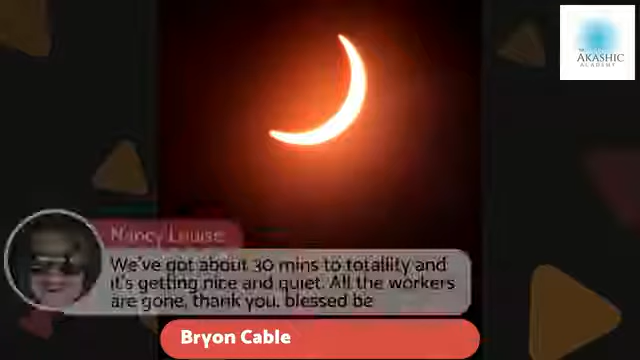 AKASHIC
ACADEMY
Nancy Louise
We've got about 30 mins to totallity and
it's getting nice and quiet. All the workers
are gone, thank you, blessed be
Bryon Cable